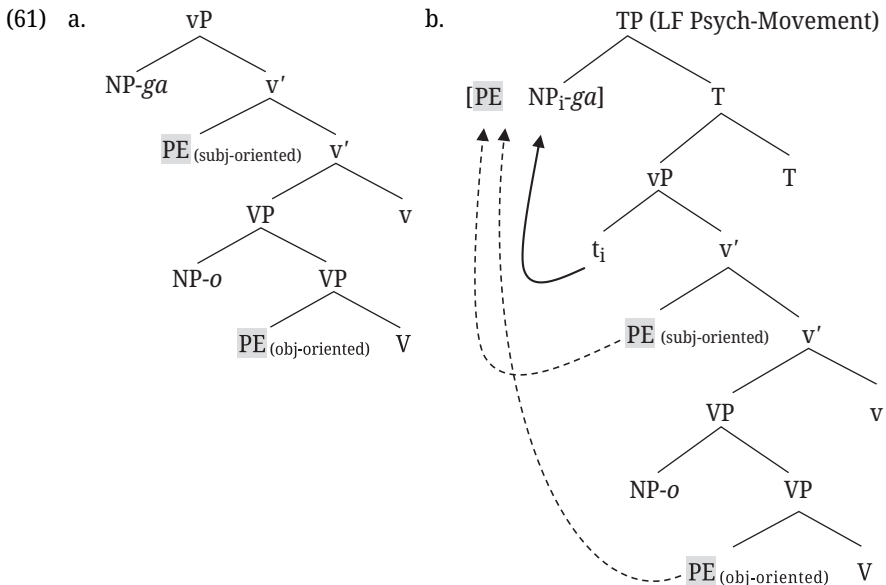 (61) a. vP b. TP (LF Psych-Movement)
NP-ga v′ [PE NPi-ga] T
PE (subj-oriented) v′ vP T
VP v ti v′
NP-o VP PE (subj-oriented) v′
PE (obj-oriented) V VP v
NP-o VP
PE (obj-oriented) V